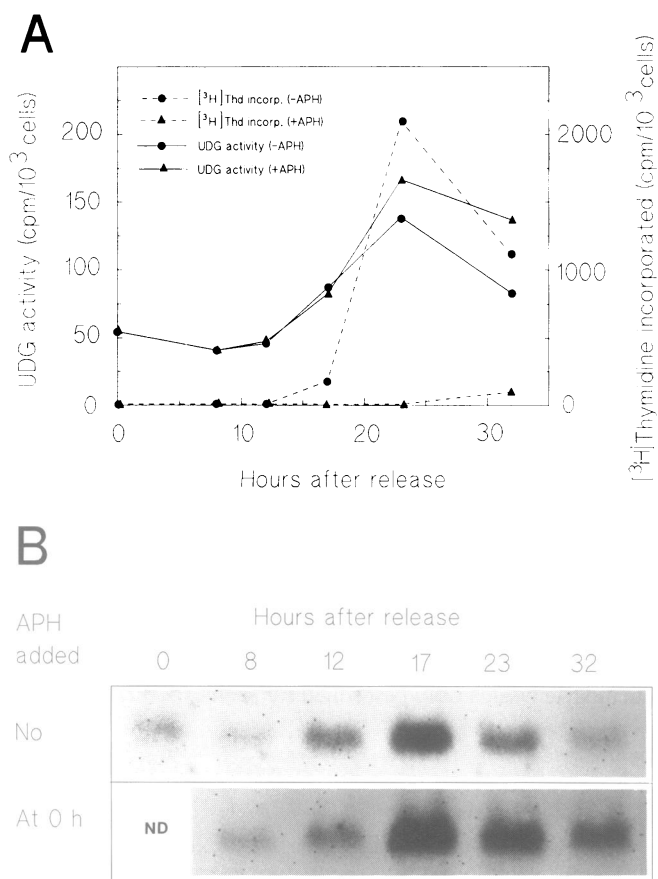 A
[³H]Thd incorp. (-APH)
[³H]Thd incorp. (+APH)
UDG activity (-APH)
UDG activity (+APH)
UDG activity (cpm/10³ cells)
200
150
100
50
0
[³H]Thymidine incorporated (cpm/10³ cells)
2000
1000
0
0 10 20 30
Hours after release
B
APH
added
Hours after release
0 8 12 17 23 32
No
At 0 h
ND